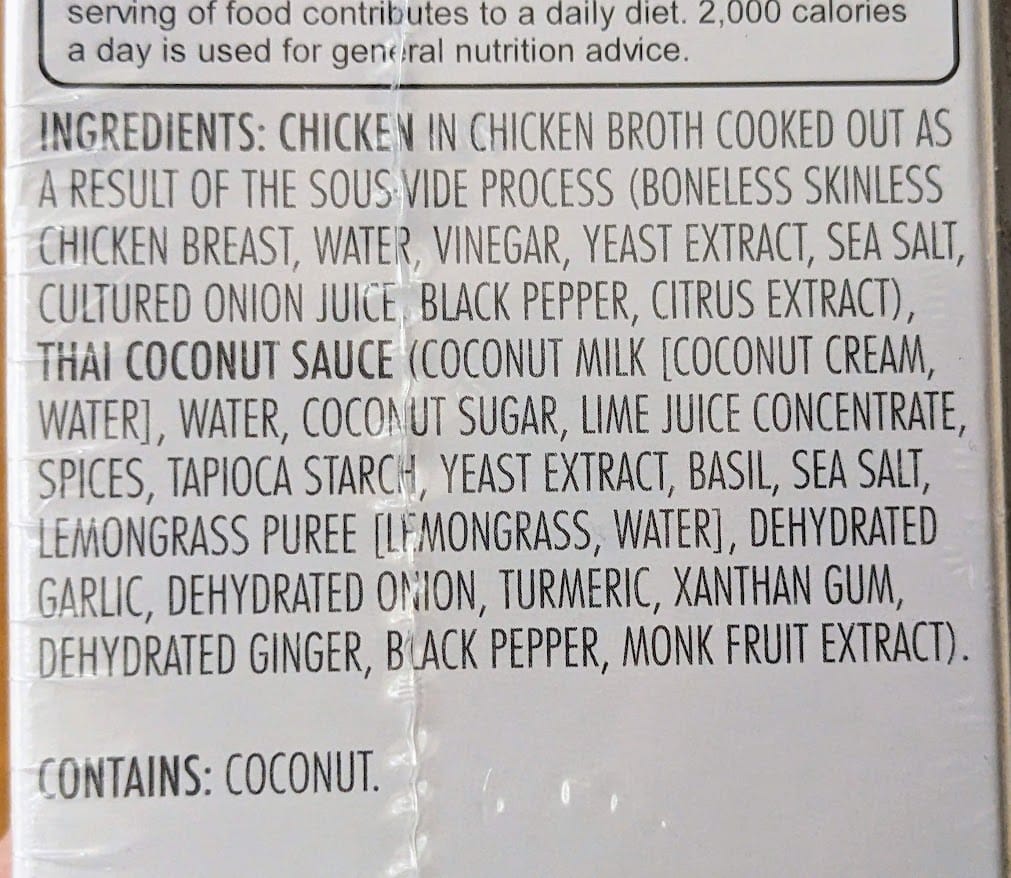 serving of food contributes to a daily diet. 2,000 calories
a day is used for general nutrition advice.
INGREDIENTS: CHICKEN IN CHICKEN BROTH COOKED OUT AS
A RESULT OF THE SOUS VIDE PROCESS (BONELESS SKINLESS
CHICKEN BREAST, WATER, VINEGAR, YEAST EXTRACT, SEA SALT,
CULTURED ONION JUICE, BLACK PEPPER, CITRUS EXTRACT),
THAI COCONUT SAUCE (COCONUT MILK [COCONUT CREAM,
WATER], WATER, COCONUT SUGAR, LIME JUICE CONCENTRATE,
SPICES, TAPIOCA STARCH, YEAST EXTRACT, BASIL, SEA SALT,
LEMONGRASS PUREE [LEMONGRASS, WATER], DEHYDRATED
GARLIC, DEHYDRATED ONION, TURMERIC, XANTHAN GUM,
DEHYDRATED GINGER, BLACK PEPPER, MONK FRUIT EXTRACT).
CONTAINS: COCONUT.